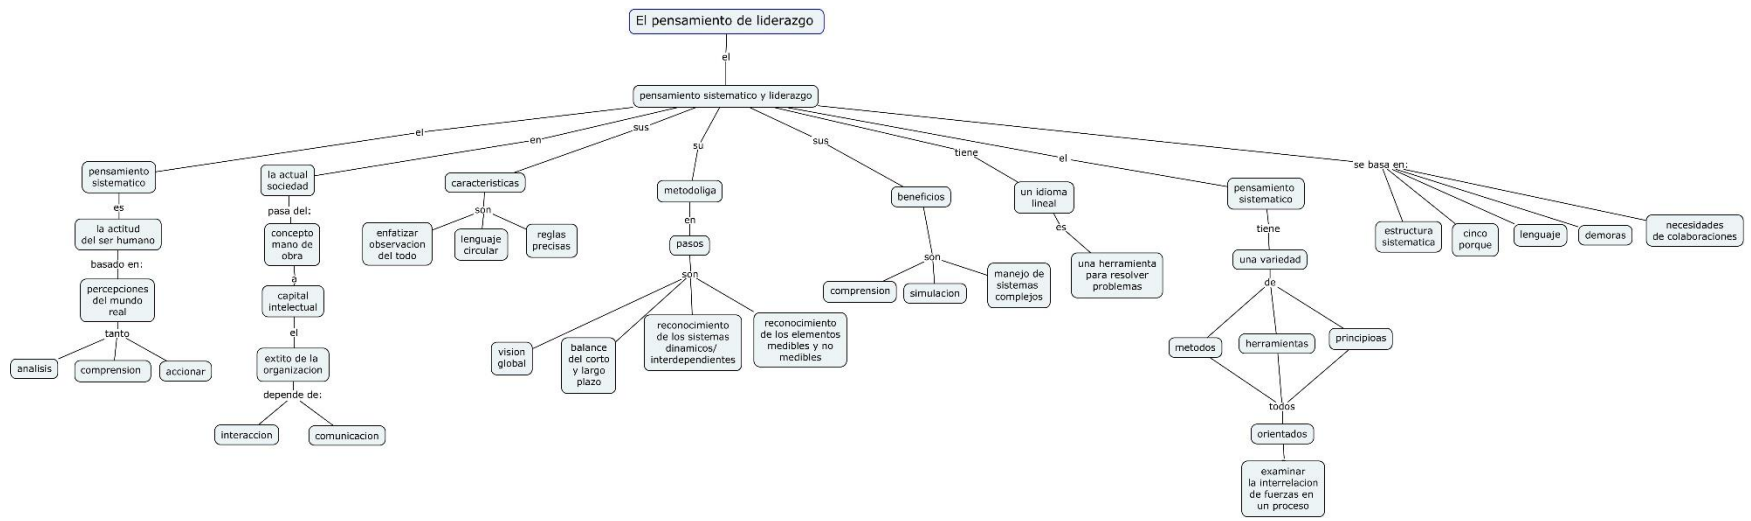 El pensamiento de liderazgo
el
pensamiento sistematico y liderazgo
el
pensamiento
sistematico
es
la actitud
del ser humano
basado en:
percepciones
del mundo
real
tanto
analisis
comprension
accionar
en
la actual
sociedad
pasa del:
concepto
mano de
obra
a
capital
intelectual
el
extito de la
organizacion
depende de:
interaccion
comunicacion
sus
caracteristicas
son
enfatizar
observacion
del todo
lenguaje
circular
reglas
precisas
su
metodoliga
en
pasos
son
vision
global
balance
del corto
y largo
plazo
reconocimiento
de los sistemas
dinamicos/
interdependientes
reconocimiento
de los elementos
medibles y no
medibles
sus
beneficios
son
comprension
simulacion
manejo de
sistemas
complejos
tiene
un idioma
lineal
es
una herramienta
para resolver
problemas
el
pensamiento
sistematico
tiene
una variedad
de
metodos
herramientas
principioas
todos
orientados
examinar
la interrelacion
de fuerzas en
un proceso
se basa en:
estructura
sistematica
cinco
porque
lenguaje
demoras
necesidades
de colaboraciones